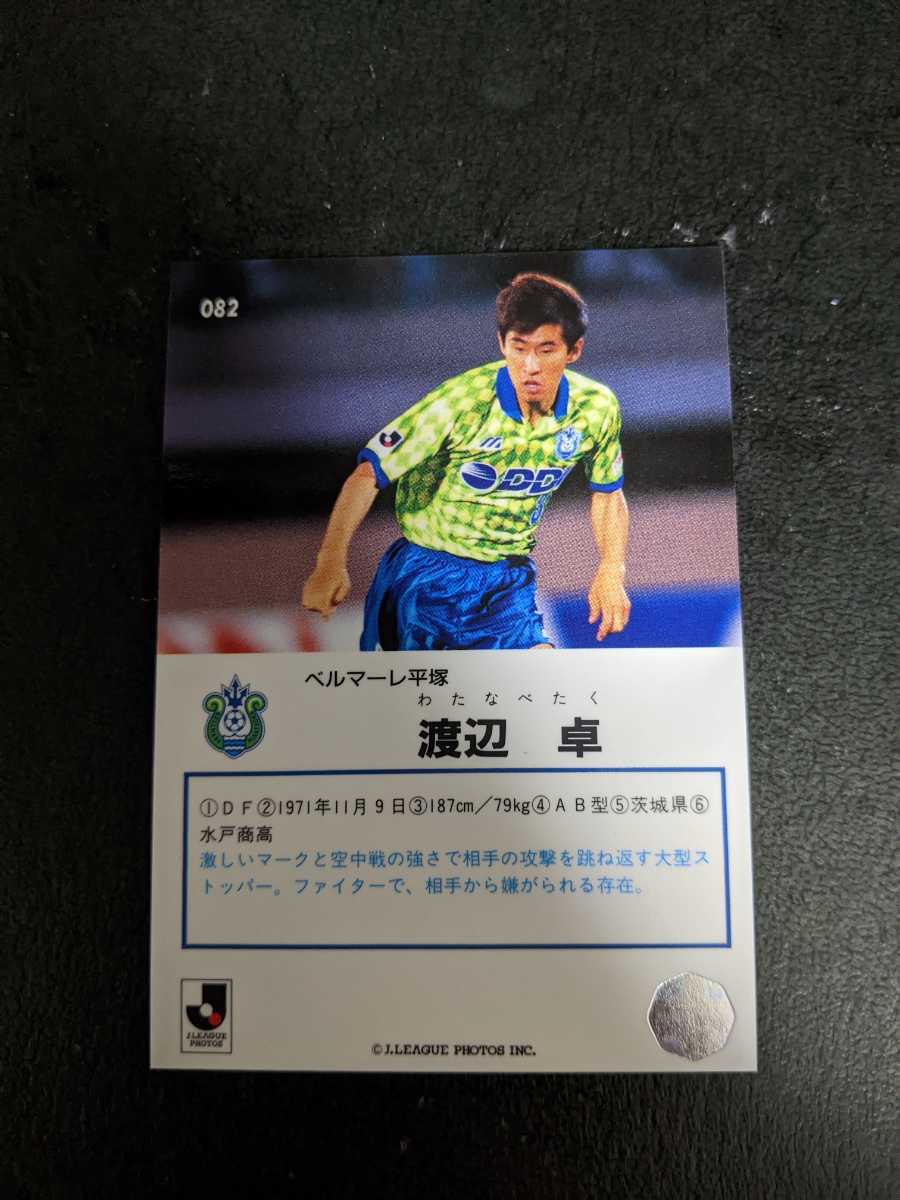 082
DDI
ベルマーレ平塚
わたなべたく
渡辺 卓
①DF②1971年11月9日③187cm/79kg④AB型⑤茨城県⑥
水戸商高
激しいマークと空中戦の強さで相手の攻撃を跳ね返す大型ス
トッパー。ファイターで、相手から嫌がられる存在。
J.LEAGUE
PHOTOS
©J.LEAGUE PHOTOS INC.